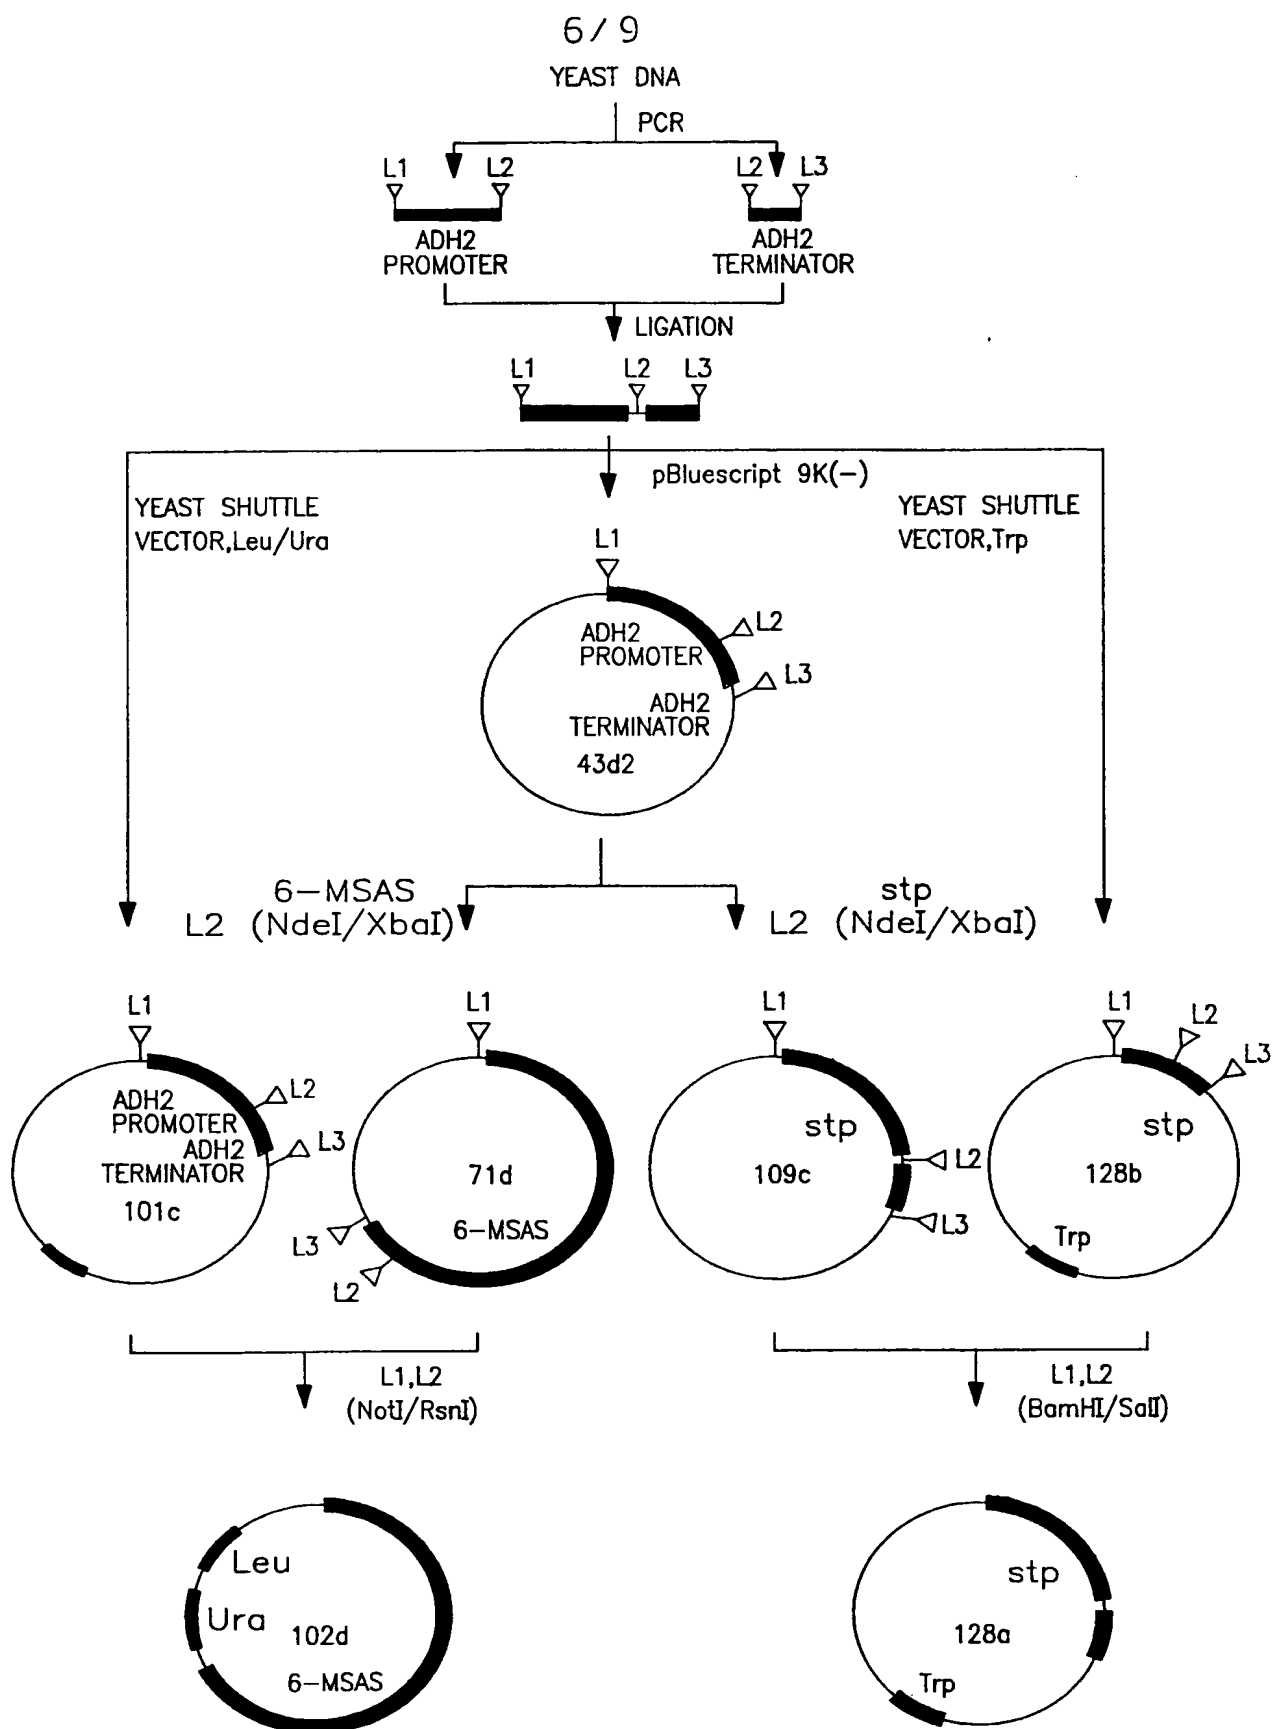 6/9
YEAST DNA
PCR
L1 L2 L2 L3
ADH2
PROMOTER
ADH2
TERMINATOR
LIGATION
L1 L2 L3
pBluescript 9K(-)
YEAST SHUTTLE
VECTOR,Leu/Ura
YEAST SHUTTLE
VECTOR,Trp
L1
L2
L3
ADH2
PROMOTER
ADH2
TERMINATOR
43d2
6-MSAS
L2 (NdeI/XbaI)
stp
L2 (NdeI/XbaI)
L1
L2
L3
ADH2
PROMOTER
ADH2
TERMINATOR
101c
L1
71d
6-MSAS
L3
L2
L1
stp
109c
L2
L3
L1
L2
L3
stp
128b
Trp
L1,L2
(NotI/RsnI)
L1,L2
(BamHI/SalI)
Leu
Ura
102d
6-MSAS
stp
128a
Trp